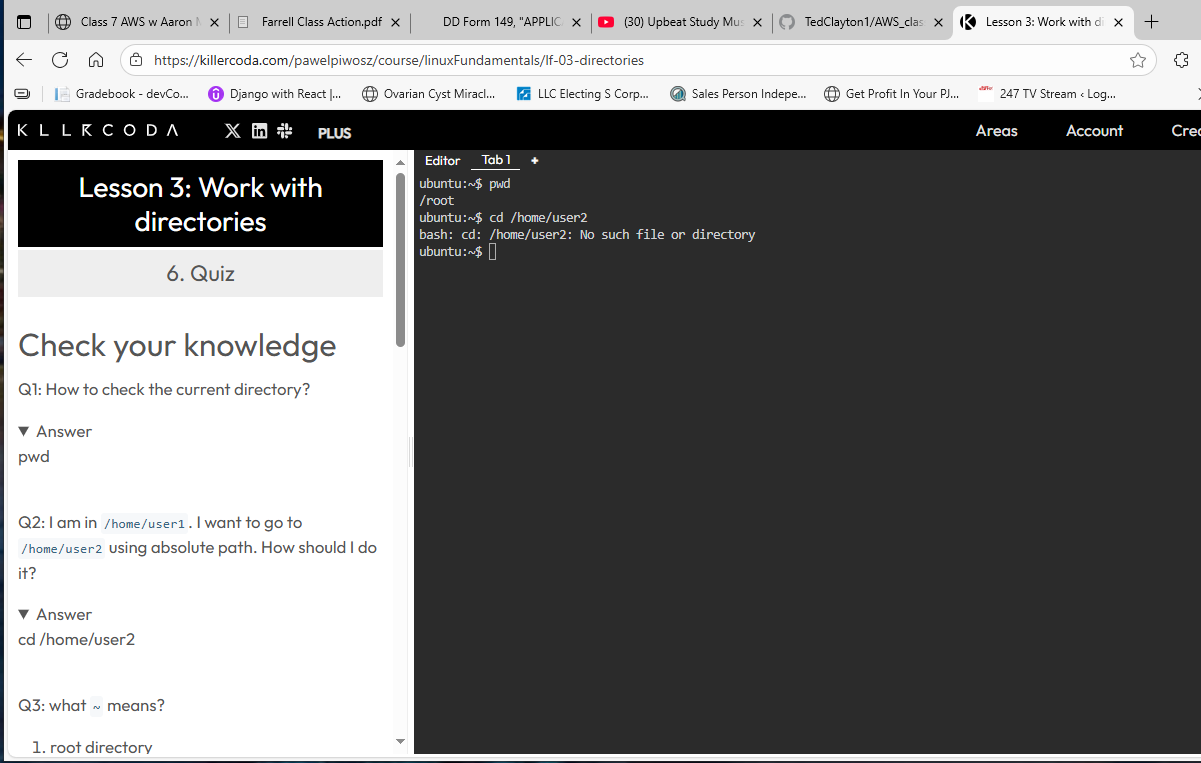 Class 7 AWS w Aaron M
Farrell Class Action.pdf
DD Form 149, "APPLIC
(30) Upbeat Study Mus
TedClayton1/AWS_clas
Lesson 3: Work with di
https://killercoda.com/pawelpiwosz/course/linuxFundamentals/lf-03-directories
Gradebook - devCo...
Django with React |...
Ovarian Cyst Miracl...
LLC Electing S Corp...
Sales Person Indepe...
Get Profit In Your PJ...
247 TV Stream ‹ Log...
KILLERCODA
PLUS
Areas
Account
Crea
Lesson 3: Work with
directories
6. Quiz
Check your knowledge
Q1: How to check the current directory?
▼ Answer
pwd
Q2: I am in /home/user1 . I want to go to
/home/user2 using absolute path. How should I do
it?
▼ Answer
cd /home/user2
Q3: what ~ means?
1. root directory
Editor Tab 1 +
ubuntu:~$ pwd
/root
ubuntu:~$ cd /home/user2
bash: cd: /home/user2: No such file or directory
ubuntu:~$